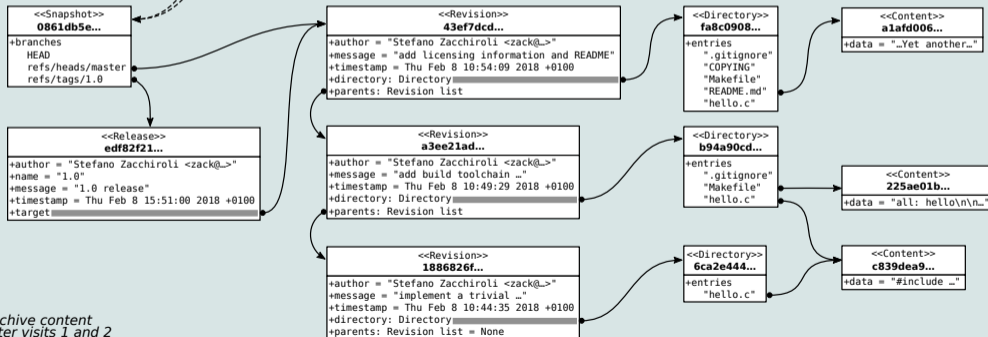 <<Snapshot>>
0861db5e...
+branches
HEAD
refs/heads/master
refs/tags/1.0
<<Release>>
edf82f21...
+author = "Stefano Zacchiroli <zack@…>"
+name = "1.0"
+message = "1.0 release"
+timestamp = Thu Feb 8 15:51:00 2018 +0100
+target
<<Revision>>
43ef7dcd...
+author = "Stefano Zacchiroli <zack@…>"
+message = "add licensing information and README"
+timestamp = Thu Feb 8 10:54:09 2018 +0100
+directory: Directory
+parents: Revision list
<<Revision>>
a3ee21ad...
+author = "Stefano Zacchiroli <zack@…>"
+message = "add build toolchain …"
+timestamp = Thu Feb 8 10:49:29 2018 +0100
+directory: Directory
+parents: Revision list
<<Revision>>
1886826f...
+author = "Stefano Zacchiroli <zack@…>"
+message = "implement a trivial …"
+timestamp = Thu Feb 8 10:44:35 2018 +0100
+directory: Directory
+parents: Revision list = None
<<Directory>>
fa8c0908...
+entries
".gitignore"
"COPYING"
"Makefile"
"README.md"
"hello.c"
<<Directory>>
b94a90cd...
+entries
".gitignore"
"Makefile"
"hello.c"
<<Directory>>
6ca2e444...
+entries
"hello.c"
<<Content>>
a1afd006...
+data = "…Yet another…"
<<Content>>
225ae01b...
+data = "all: hello\n\n…"
<<Content>>
c839dea9...
+data = "#include …"
chive content
ter visits 1 and 2